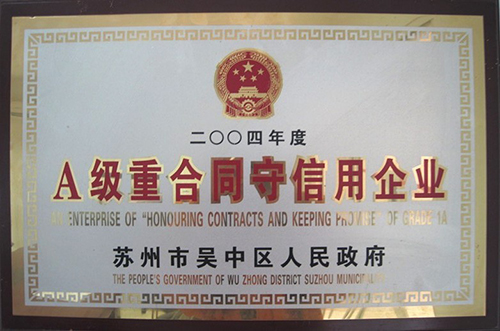 二〇〇四年度
A级重合同守信用企业
AN ENTERPRISE OF "HONOURING CONTRACTS AND KEEPING PROMISE" OF GRADE 1A
苏州市吴中区人民政府
THE PEOPLE'S GOVERNMENT OF WU ZHONG DISTRICT SUZHOU